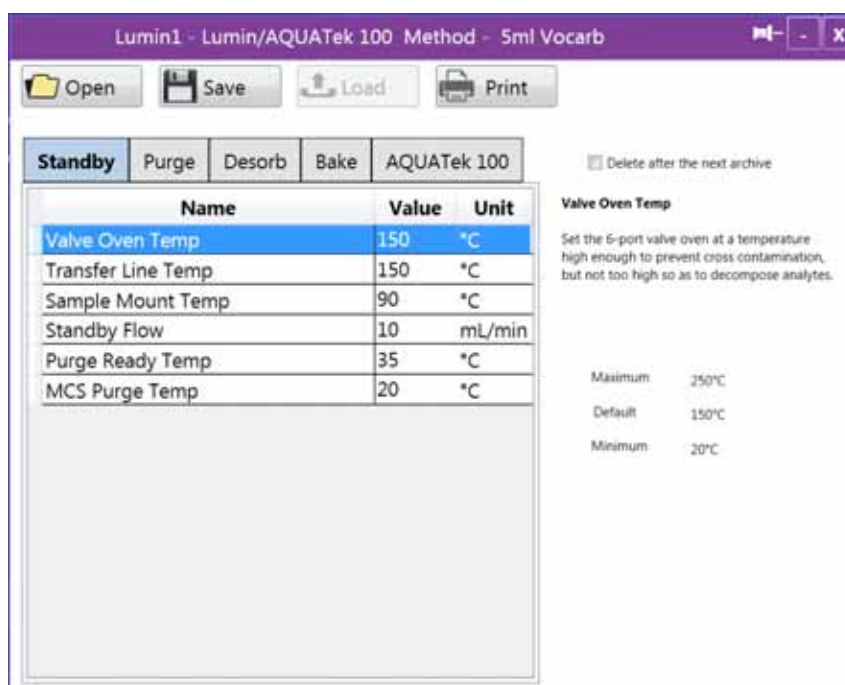 Lumin1 - Lumin/AQUATek 100 Method - 5ml Vocarb
- X
Open Save Load Print
Standby Purge Desorb Bake AQUATek 100
Delete after the next archive
Name Value Unit
Valve Oven Temp 150 °C
Transfer Line Temp 150 °C
Sample Mount Temp 90 °C
Standby Flow 10 mL/min
Purge Ready Temp 35 °C
MCS Purge Temp 20 °C
Valve Oven Temp
Set the 6-port valve oven at a temperature
high enough to prevent cross contamination,
but not too high so as to decompose analytes.
Maximum 250°C
Default 150°C
Minimum 20°C